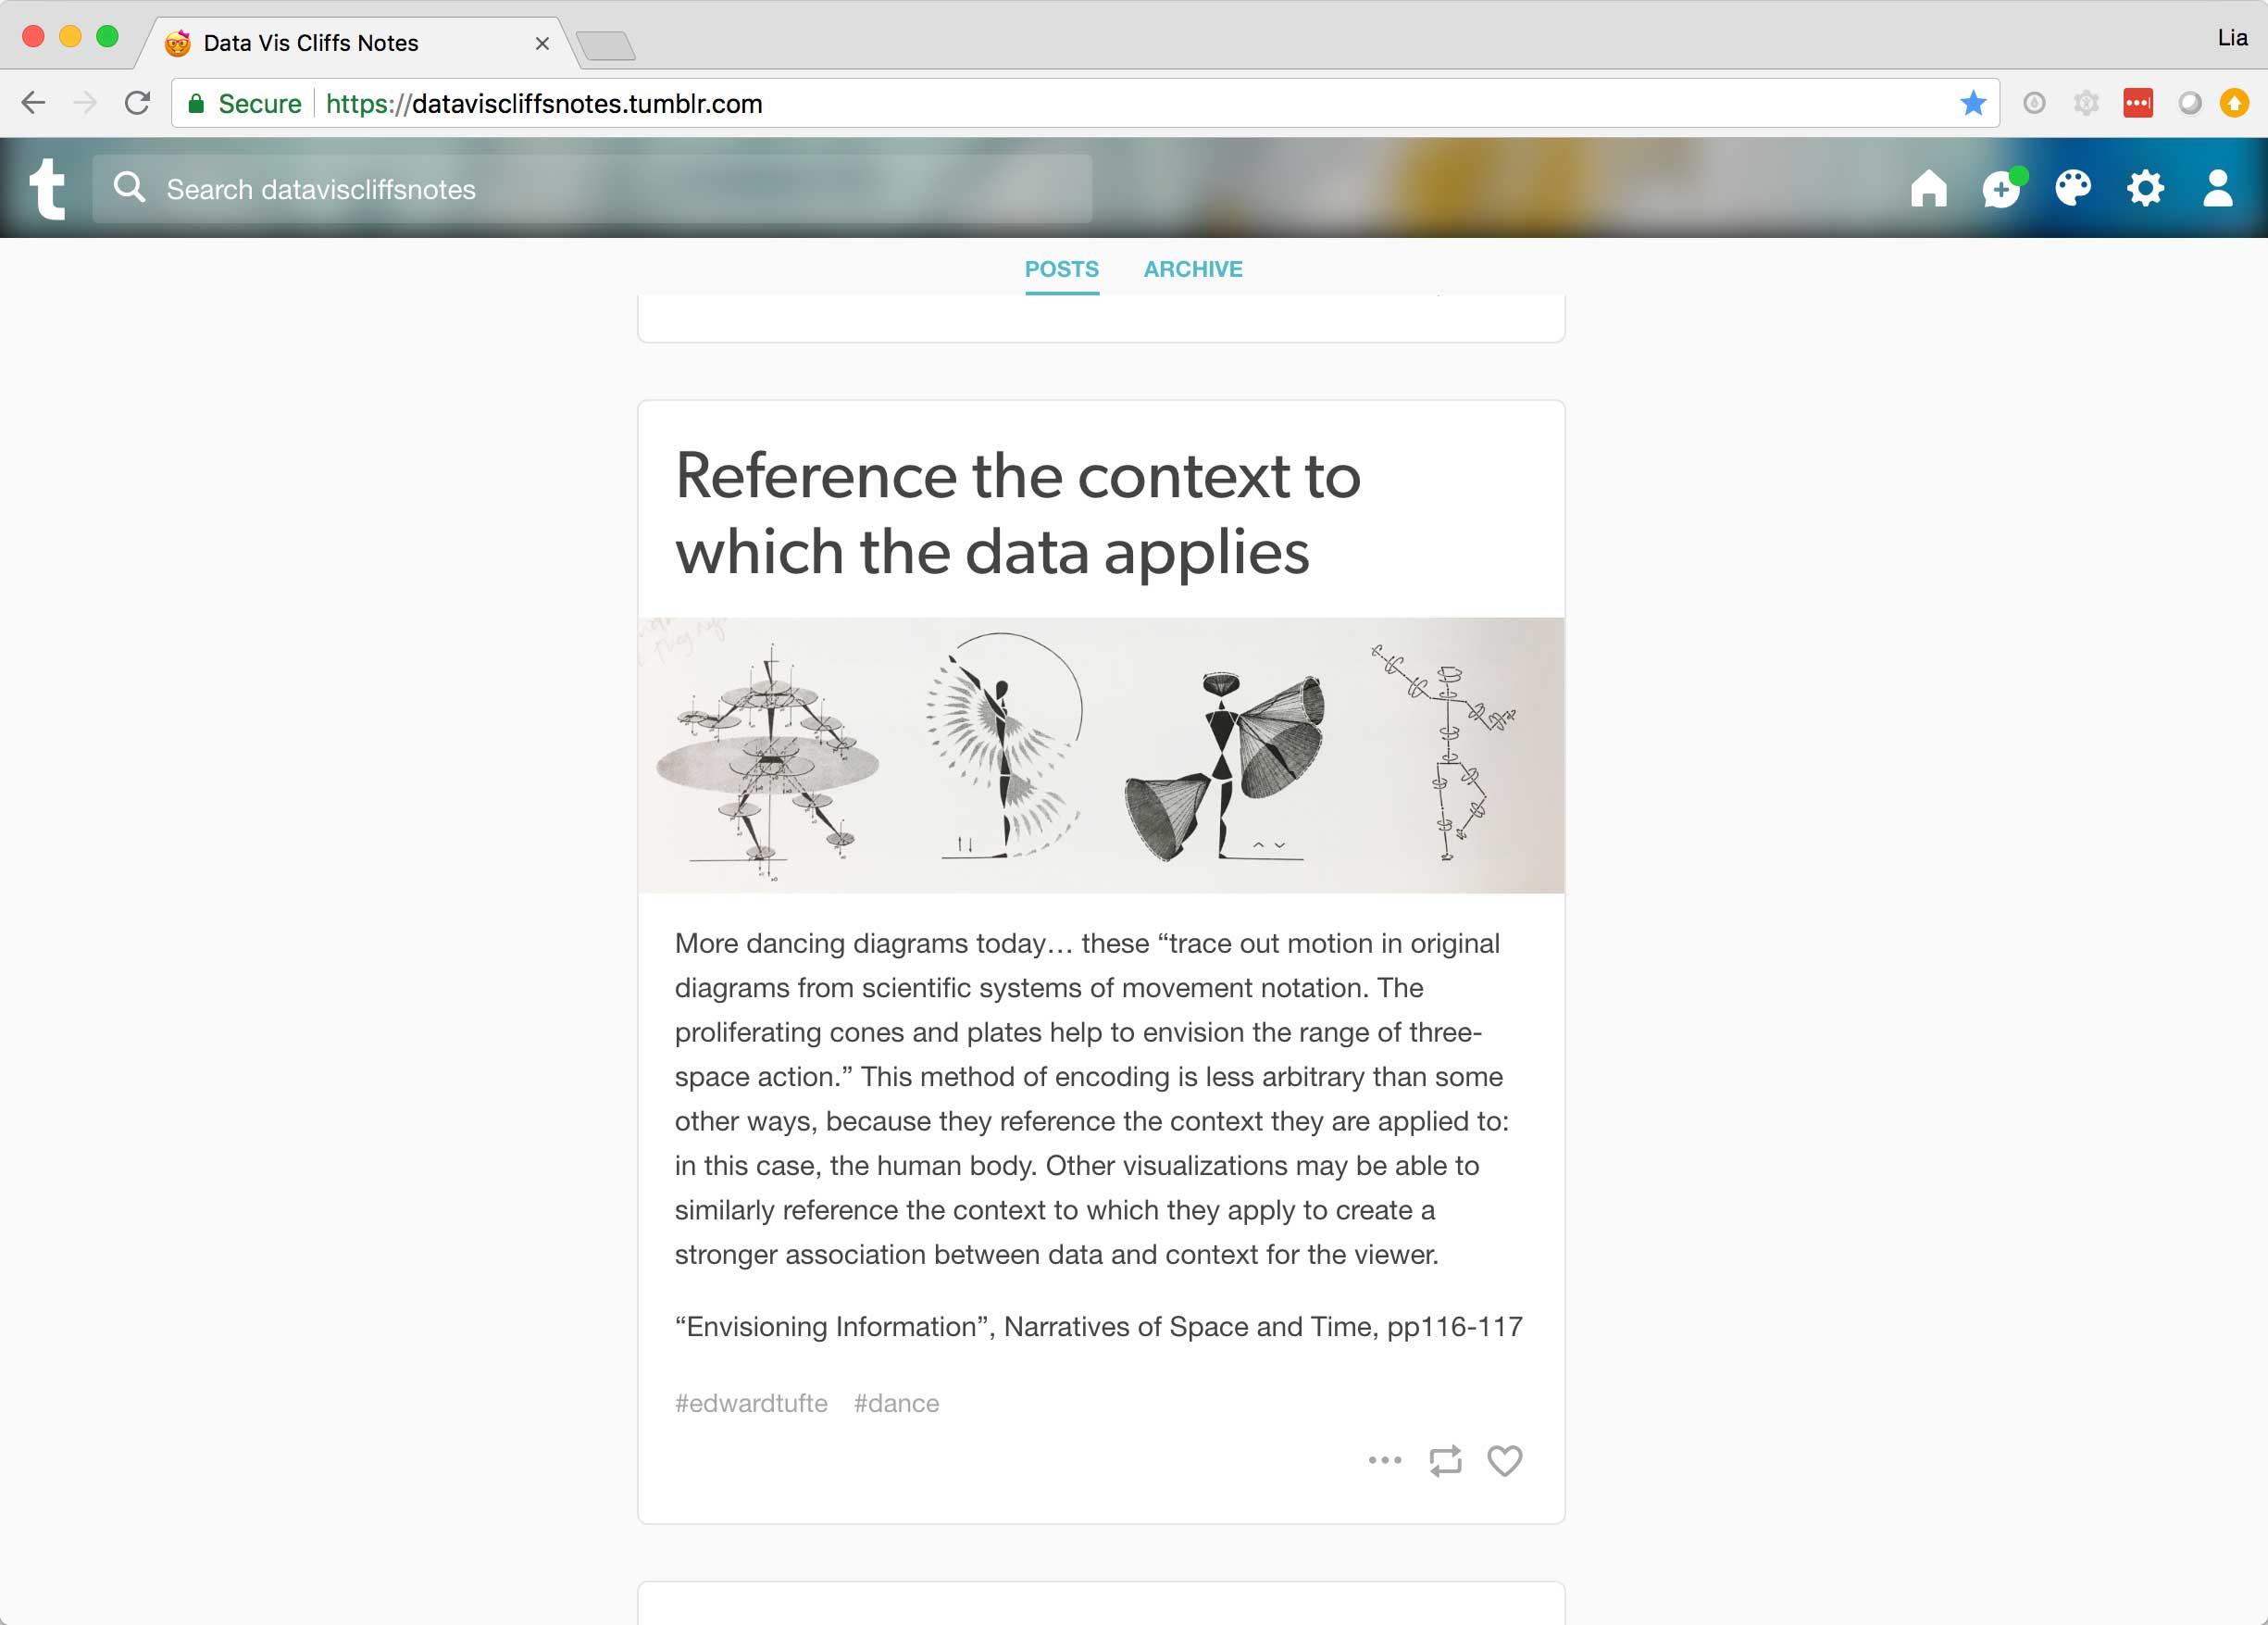 Data Vis Cliffs Notes
Lia
Secure https://dataviscliffsnotes.tumblr.com
t Search dataviscliffsnotes
POSTS ARCHIVE
Reference the context to
which the data applies
More dancing diagrams today… these “trace out motion in original
diagrams from scientific systems of movement notation. The
proliferating cones and plates help to envision the range of three-
space action.” This method of encoding is less arbitrary than some
other ways, because they reference the context they are applied to:
in this case, the human body. Other visualizations may be able to
similarly reference the context to which they apply to create a
stronger association between data and context for the viewer.
“Envisioning Information”, Narratives of Space and Time, pp116-117
#edwardtufte #dance